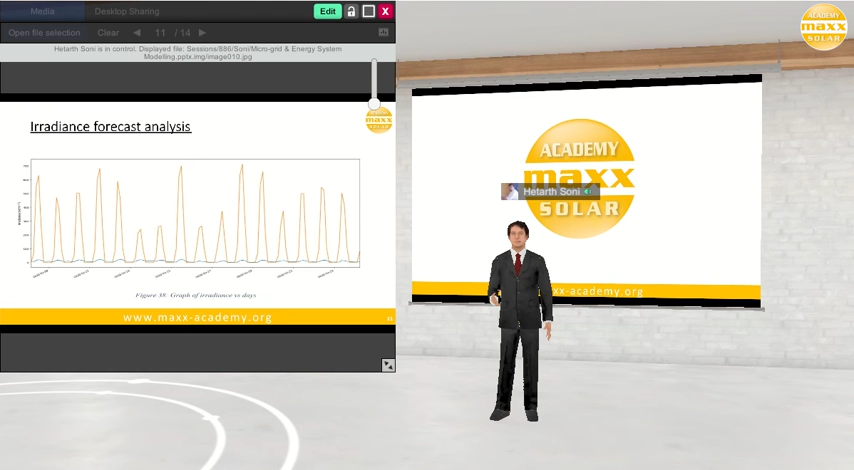 Media
Desktop Sharing
Edit
X
Open file selection
Clear
11 / 14
Hetarth Soni is in control. Displayed file: Sessions/886/Soni/Micro-grid & Energy System
Modelling.pptx.img/image010.jpg
maxx
Irradiance forecast analysis
Figure 38. Graph of irradiance vs days
www.maxx-academy.org
ACADEMY
maxx
SOLAR
Hetarth Soni
xx-academy.org
ACADEMY
maxx
SOLAR